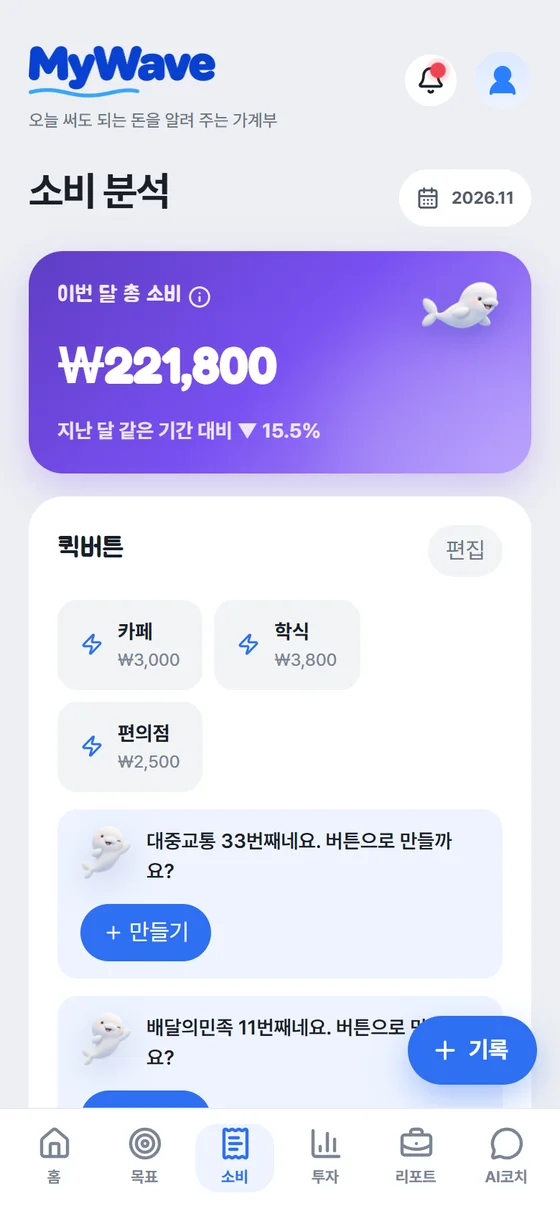 MyWave
오늘 써도 되는 돈을 알려 주는 가계부
소비 분석
2026.11
이번 달 총 소비
₩221,800
지난 달 같은 기간 대비 ▼ 15.5%
퀵버튼
편집
카페
₩3,000
학식
₩3,800
편의점
₩2,500
대중교통 33번째네요. 버튼으로 만들까
요?
+ 만들기
배달의민족 11번째네요. 버튼으로
요?
+ 기록
홈
목표
소비
투자
리포트
AI코치